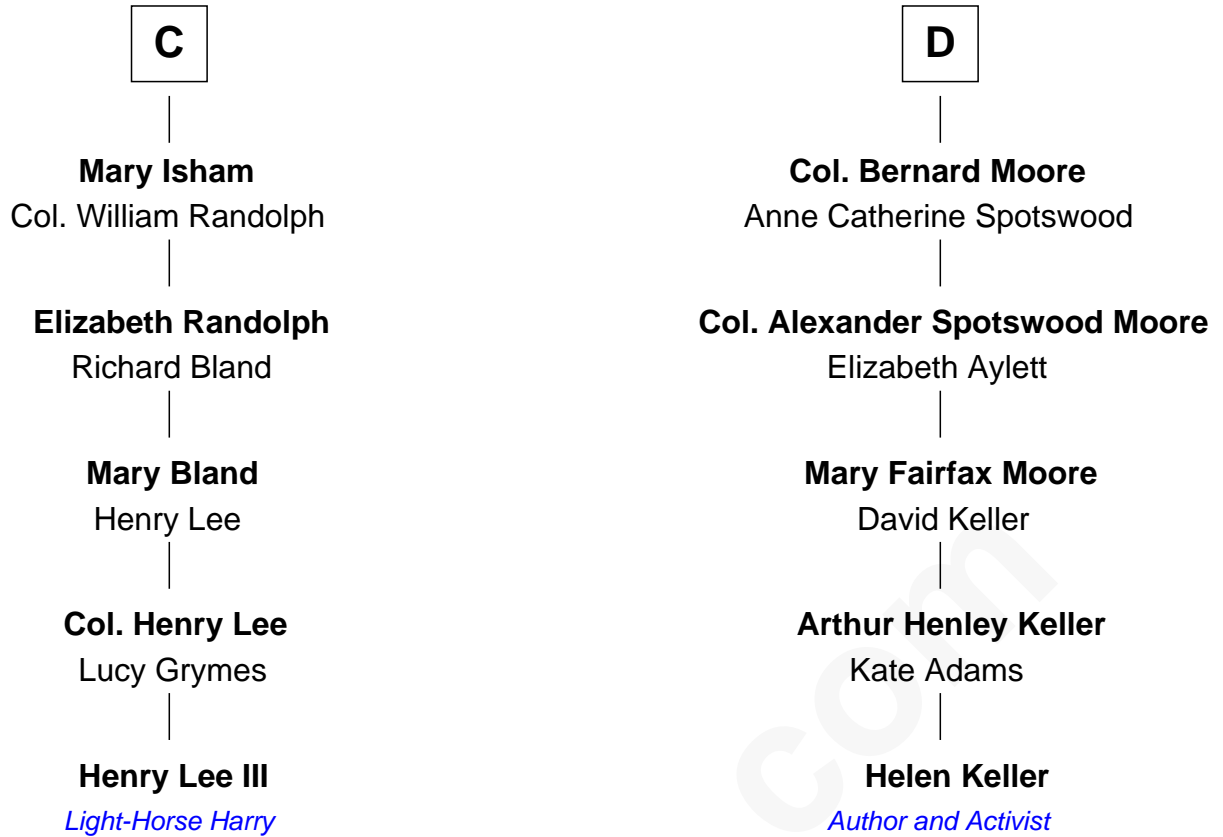 C
Mary Isham
Col. William Randolph
Elizabeth Randolph
Richard Bland
Mary Bland
Henry Lee
Col. Henry Lee
Lucy Grymes
Henry Lee III
Light-Horse Harry
D
Col. Bernard Moore
Anne Catherine Spotswood
Col. Alexander Spotswood Moore
Elizabeth Aylett
Mary Fairfax Moore
David Keller
Arthur Henley Keller
Kate Adams
Helen Keller
Author and Activist
com